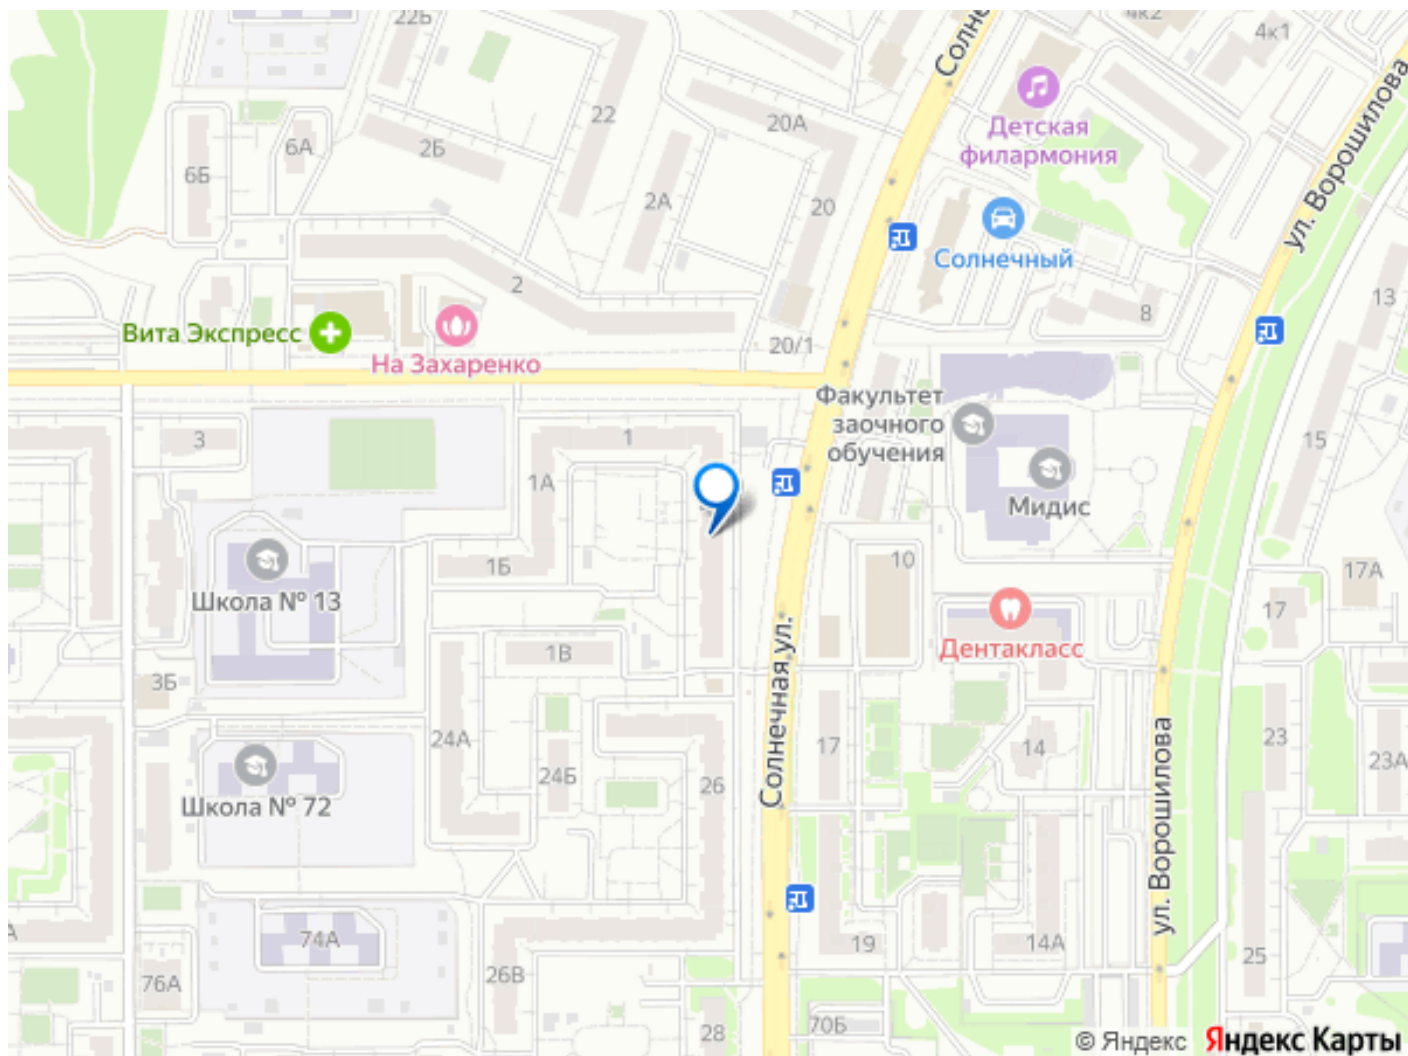 22Б
Солне
4к2
4к1
ул. Ворошилова
22
20А
Детская
филармония
2Б
6А
6Б
2А
20
Солнечный
2
13
8
Вита Экспресс
На Захаренко
20/1
Факультет
заочного
обучения
3
1
15
1А
Мидис
10
1Б
17А
Школа № 13
17
Дентакласс
1В
3Б
Солнечная ул.
24А
17
14
23
23А
24Б
26
Школа № 72
ул. Ворошилова
74А
19
14А
25
76А
26В
28
70Б
А
© Яндекс
Яндекс Карты